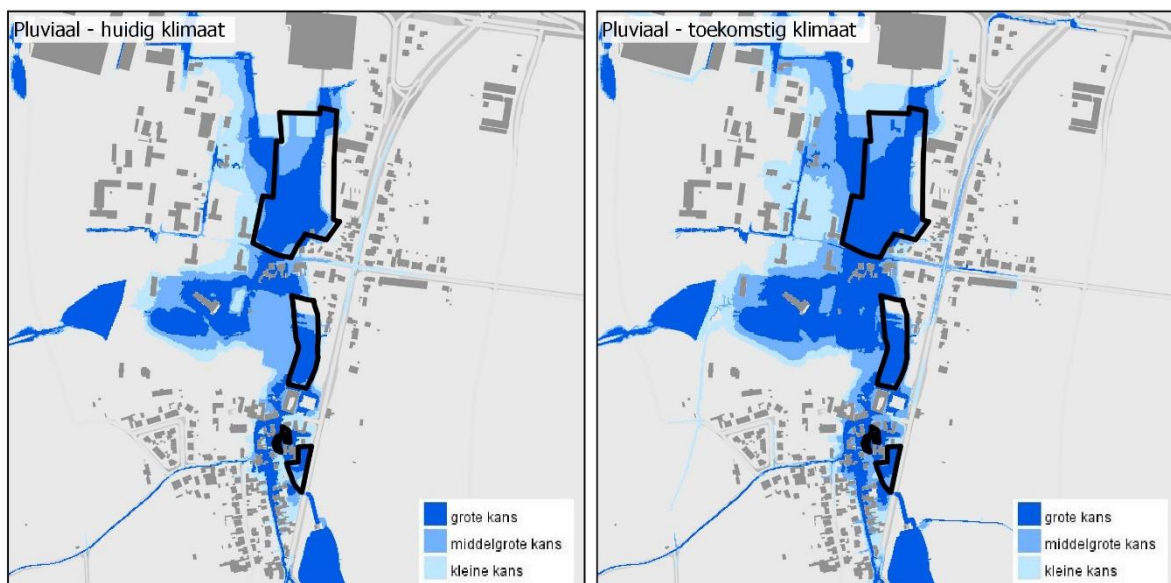 Pluviaal - huidig klimaat
grote kans
middelgrote kans
kleine kans
Pluviaal - toekomstig klimaat
grote kans
middelgrote kans
kleine kans